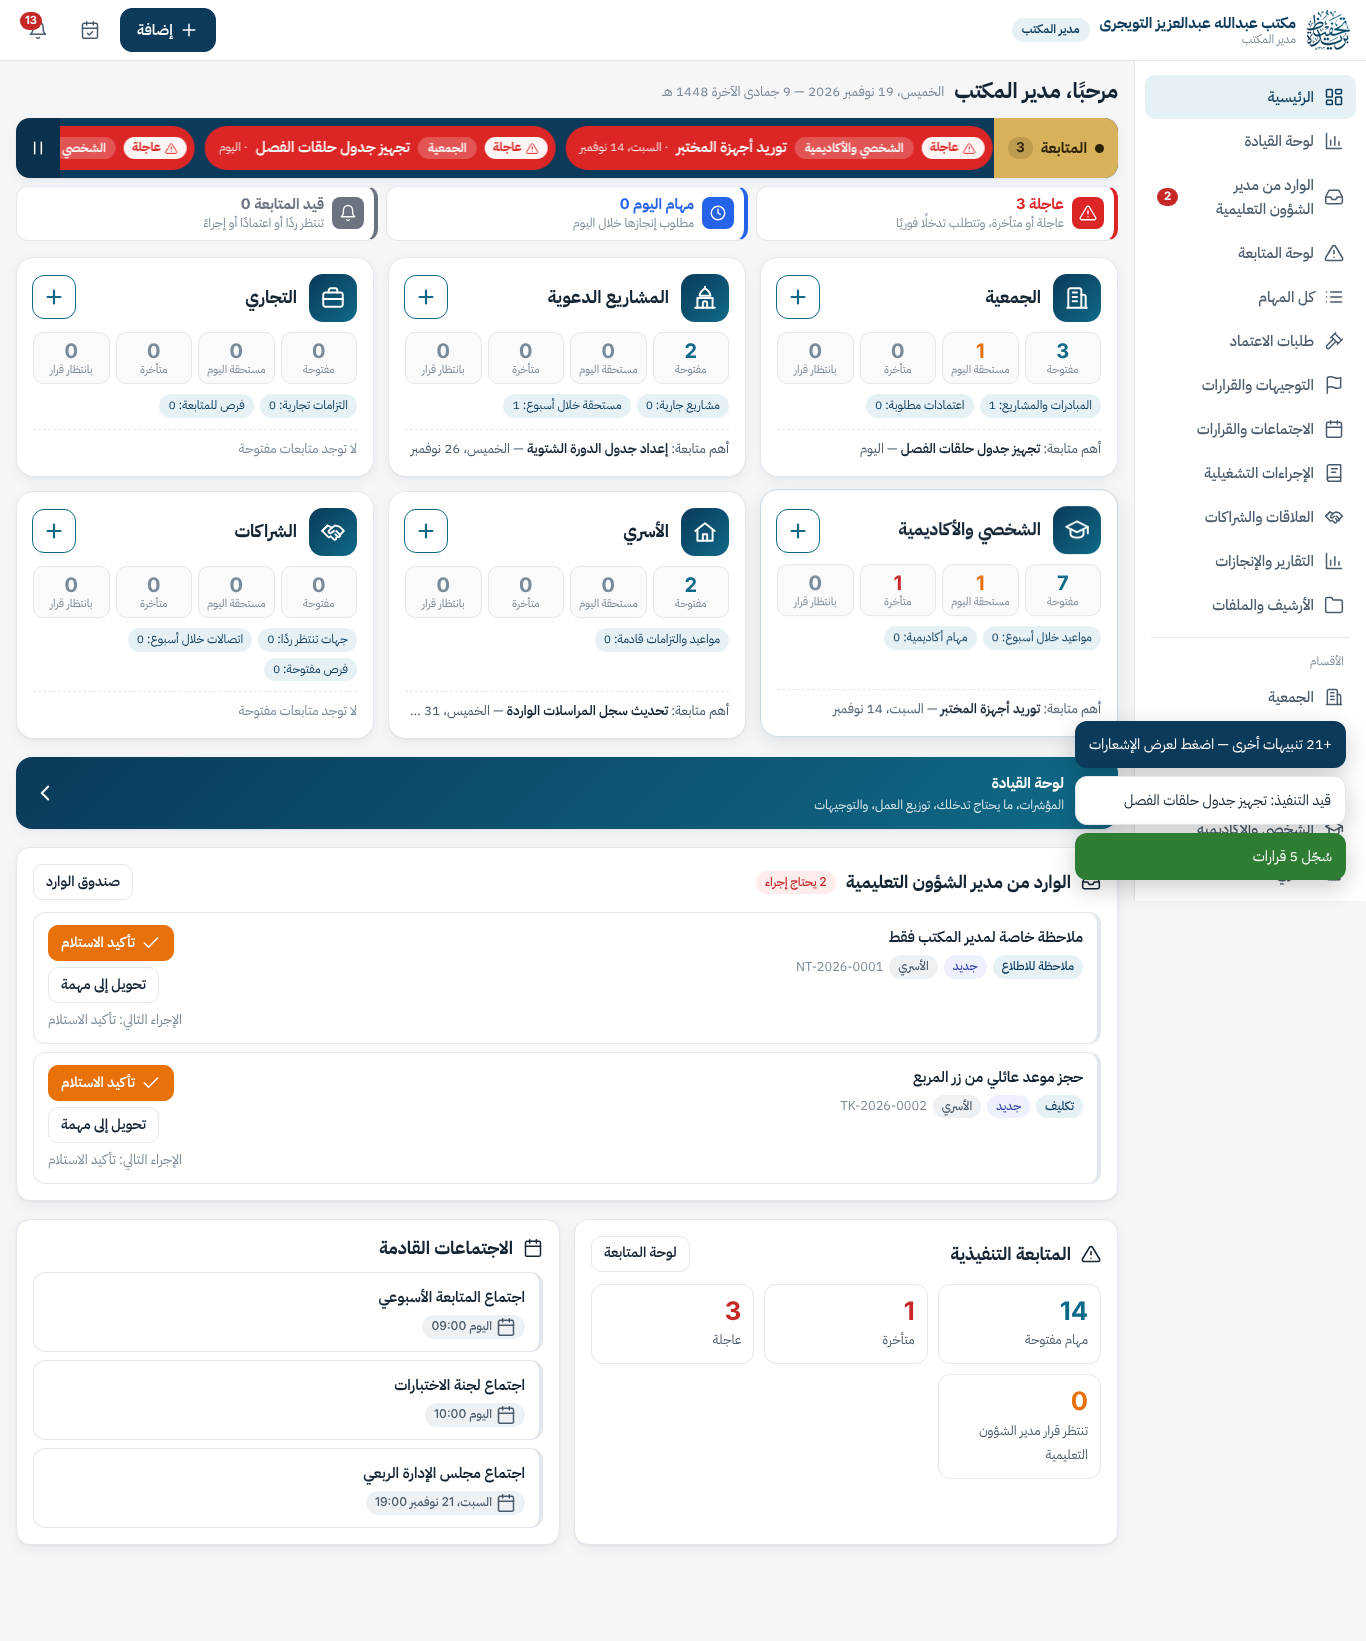 مكتب عبدالله عبدالعزيز التويجري
مدير المكتب
مدير المكتب
إضافة
13
الرئيسية
لوحة القيادة
الوارد من مدير الشؤون التعليمية
2
لوحة المتابعة
كل المهام
طلبات الاعتماد
التوجيهات والقرارات
الاجتماعات والقرارات
الإجراءات التشغيلية
العلاقات والشراكات
التقارير والإنجازات
الأرشيف والملفات
الأقسام
الجمعية
الشخصي والأكاديمية
+21 تنبيهات أخرى — اضغط لعرض الإشعارات
قيد التنفيذ: تجهيز جدول حلقات الفصل
سُجّل 5 قرارات
مرحبًا، مدير المكتب
الخميس، 19 نوفمبر 2026 — 9 جمادى الآخرة 1448 هـ
المتابعة 3
عاجلة الشخصي والأكاديمية توريد أجهزة المختبر · السبت، 14 نوفمبر
عاجلة الجمعية تجهيز جدول حلقات الفصل · اليوم
عاجلة الشخصي
عاجلة 3
عاجلة أو متأخرة، وتتطلب تدخلًا فوريًا
مهام اليوم 0
مطلوب إنجازها خلال اليوم
قيد المتابعة 0
تنتظر ردًا أو اعتمادًا أو إجراءً
الجمعية
3 مفتوحة
1 مستحقة اليوم
0 متأخرة
0 بانتظار قرار
المبادرات والمشاريع: 1
اعتمادات مطلوبة: 0
أهم متابعة: تجهيز جدول حلقات الفصل — اليوم
المشاريع الدعوية
2 مفتوحة
0 مستحقة اليوم
0 متأخرة
0 بانتظار قرار
مشاريع جارية: 0
مستحقة خلال أسبوع: 1
أهم متابعة: إعداد جدول الدورة الشتوية — الخميس، 26 نوفمبر
التجاري
0 مفتوحة
0 مستحقة اليوم
0 متأخرة
0 بانتظار قرار
التزامات تجارية: 0
فرص للمتابعة: 0
لا توجد متابعات مفتوحة
الشخصي والأكاديمية
7 مفتوحة
1 مستحقة اليوم
1 متأخرة
0 بانتظار قرار
مواعيد خلال أسبوع: 0
مهام أكاديمية: 0
أهم متابعة: توريد أجهزة المختبر — السبت، 14 نوفمبر
الأسري
2 مفتوحة
0 مستحقة اليوم
0 متأخرة
0 بانتظار قرار
مواعيد والتزامات قادمة: 0
أهم متابعة: تحديث سجل المراسلات الواردة — الخميس، 31 ...
الشراكات
0 مفتوحة
0 مستحقة اليوم
0 متأخرة
0 بانتظار قرار
جهات تنتظر ردًا: 0
اتصالات خلال أسبوع: 0
فرص مفتوحة: 0
لا توجد متابعات مفتوحة
لوحة القيادة
المؤشرات، ما يحتاج تدخلك، توزيع العمل، والتوجيهات
الوارد من مدير الشؤون التعليمية
2 يحتاج إجراء
صندوق الوارد
ملاحظة خاصة لمدير المكتب فقط
ملاحظة للاطلاع جديد الأسري NT-2026-0001
تأكيد الاستلام
تحويل إلى مهمة
الإجراء التالي: تأكيد الاستلام
حجز موعد عائلي من زر المربع
تكليف جديد الأسري TK-2026-0002
تأكيد الاستلام
تحويل إلى مهمة
الإجراء التالي: تأكيد الاستلام
المتابعة التنفيذية
لوحة المتابعة
14
مهام مفتوحة
1
متأخرة
3
عاجلة
0
تنتظر قرار مدير الشؤون التعليمية
الاجتماعات القادمة
اجتماع المتابعة الأسبوعي
اليوم 09:00
اجتماع لجنة الاختبارات
اليوم 10:00
اجتماع مجلس الإدارة الربعي
السبت، 21 نوفمبر 19:00